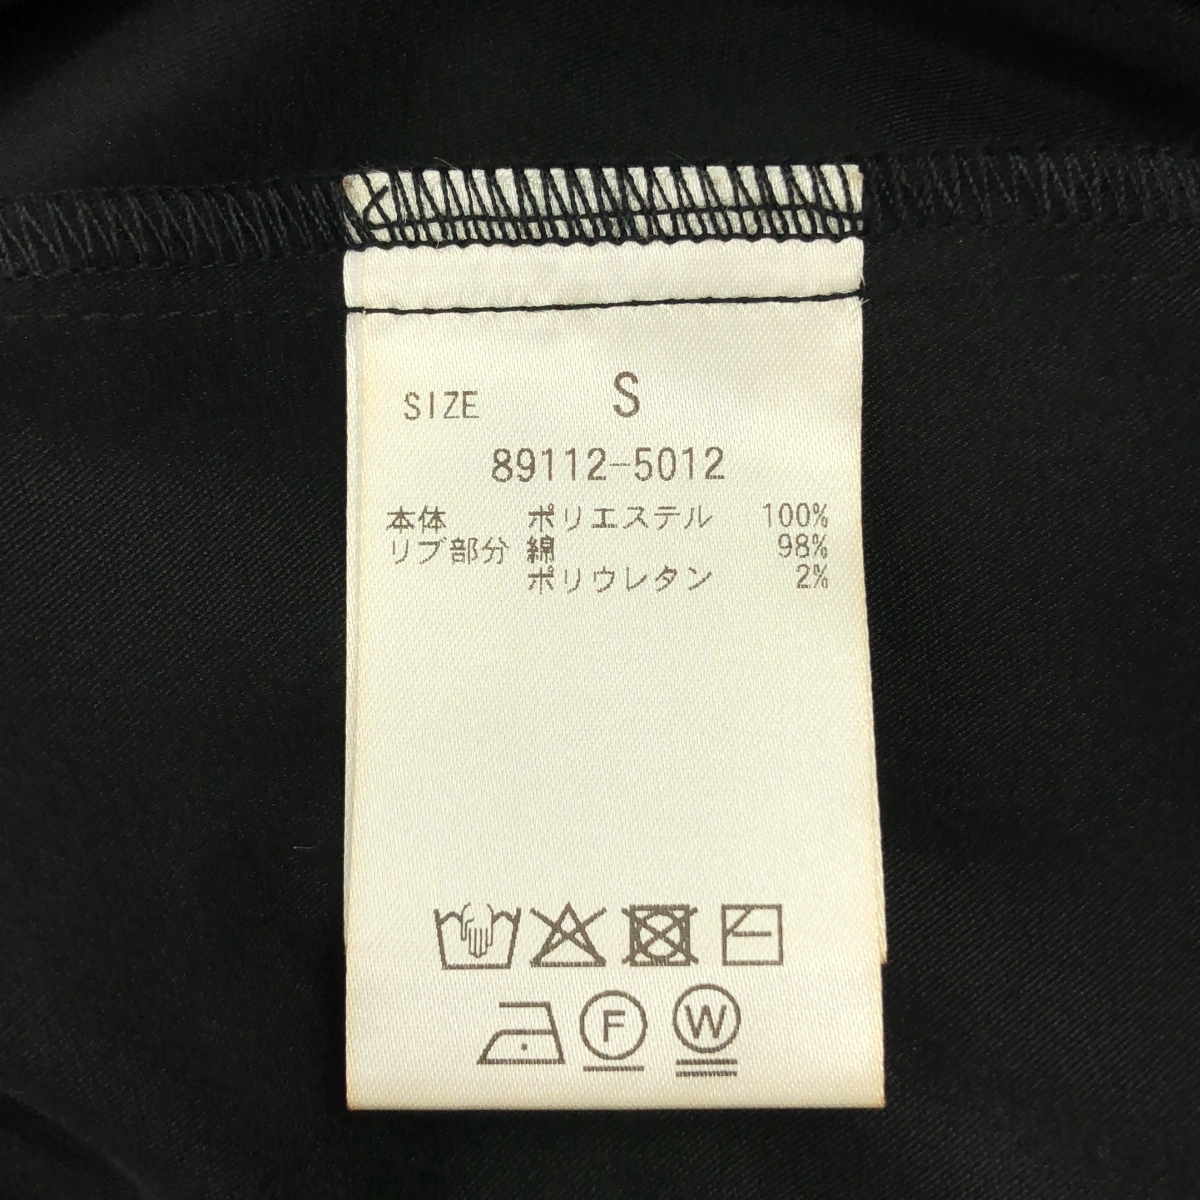 SIZE S
89112-5012
本体 ポリエステル 100%
リブ部分 綿 98%
ポリウレタン 2%
F W